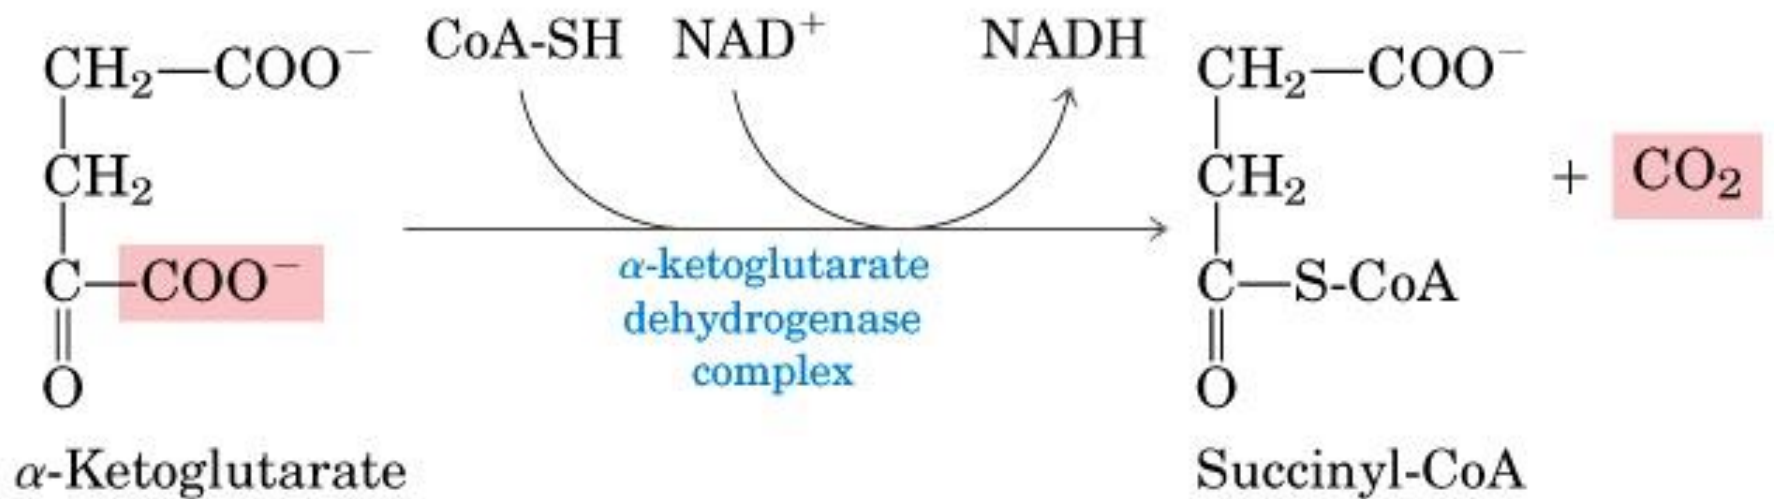 CH₂—COO⁻
CH₂
C—COO⁻
O
α-Ketoglutarate
CoA-SH NAD⁺ NADH
α-ketoglutarate
dehydrogenase
complex
CH₂—COO⁻
CH₂ + CO₂
C—S-CoA
O
Succinyl-CoA